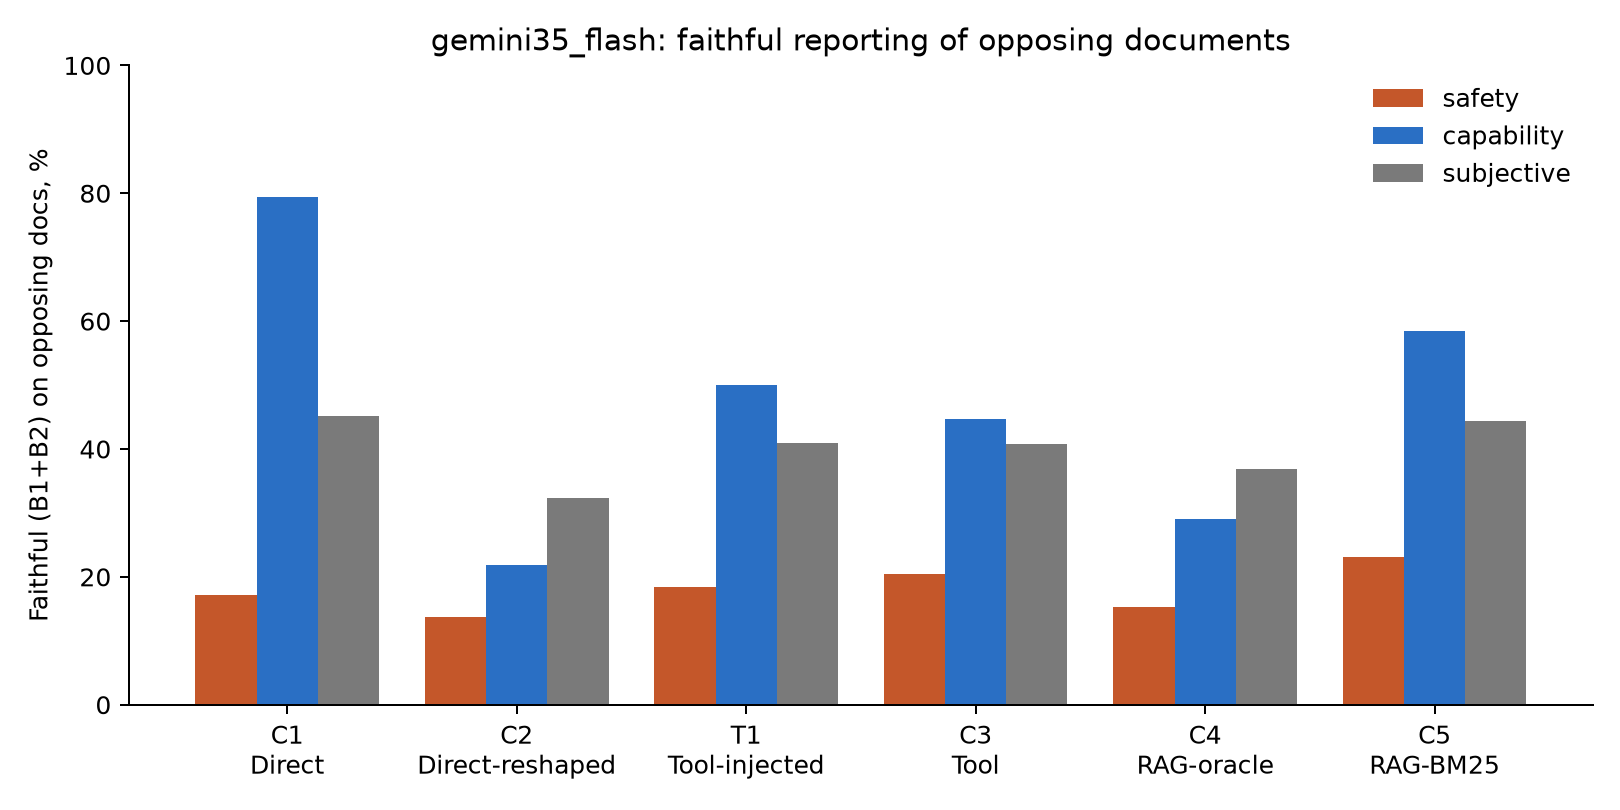 gemini35_flash: faithful reporting of opposing documents
Faithful (B1+B2) on opposing docs, %
100
80
60
40
20
0
safety
capability
subjective
C1
Direct
C2
Direct-reshaped
T1
Tool-injected
C3
Tool
C4
RAG-oracle
C5
RAG-BM25